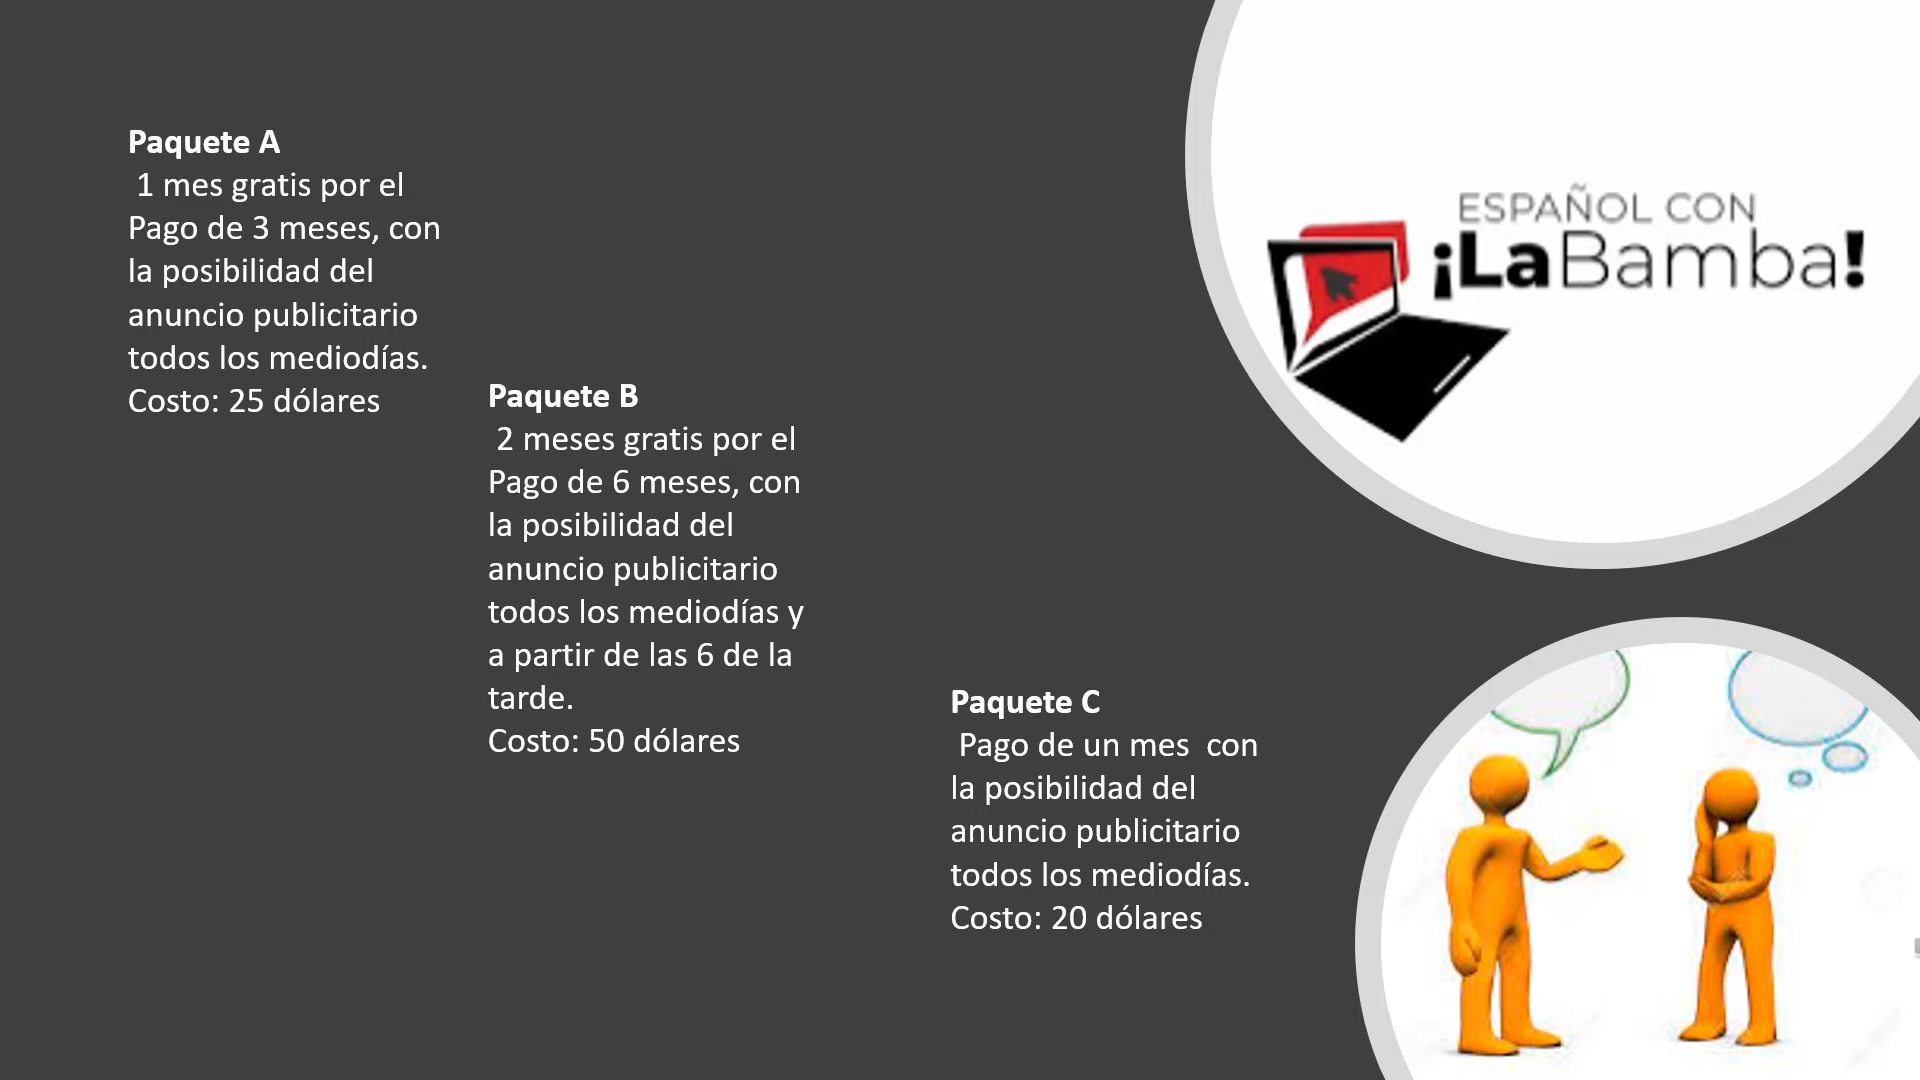 Paquete A
1 mes gratis por el
Pago de 3 meses, con
la posibilidad del
anuncio publicitario
todos los mediodías.
Costo: 25 dólares
Paquete B
2 meses gratis por el
Pago de 6 meses, con
la posibilidad del
anuncio publicitario
todos los mediodías y
a partir de las 6 de la
tarde.
Costo: 50 dólares
Paquete C
Pago de un mes  con
la posibilidad del
anuncio publicitario
todos los mediodías.
Costo: 20 dólares
ESPAÑOL CON
¡LaBamba!